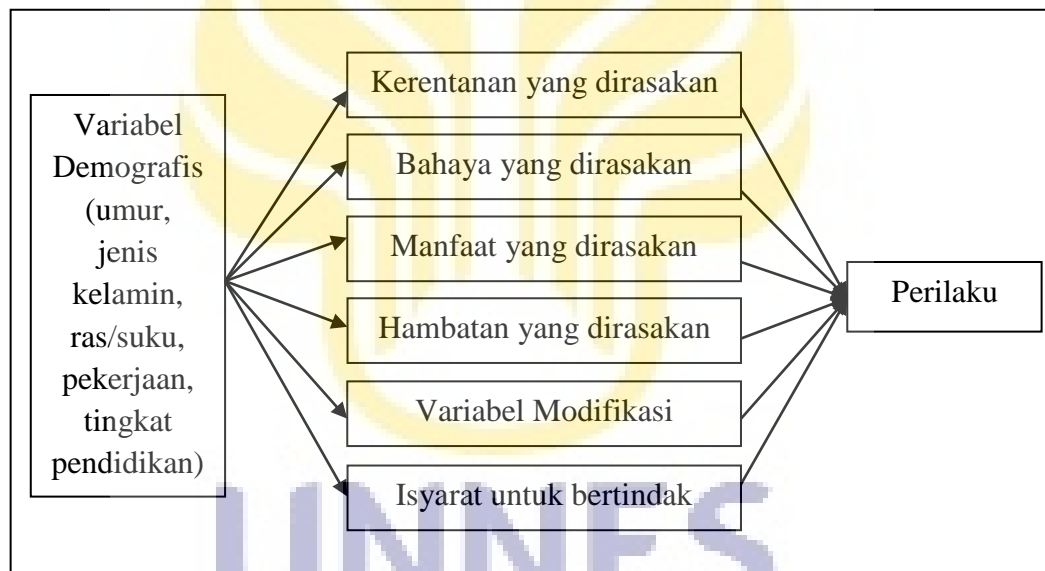 Variabel
Demografis
(umur,
jenis
kelamin,
ras/suku,
pekerjaan,
tingkat
pendidikan)
Kerentanan yang dirasakan
Bahaya yang dirasakan
Manfaat yang dirasakan
Hambatan yang dirasakan
Variabel Modifikasi
Isyarat untuk bertindak
Perilaku
UNNES